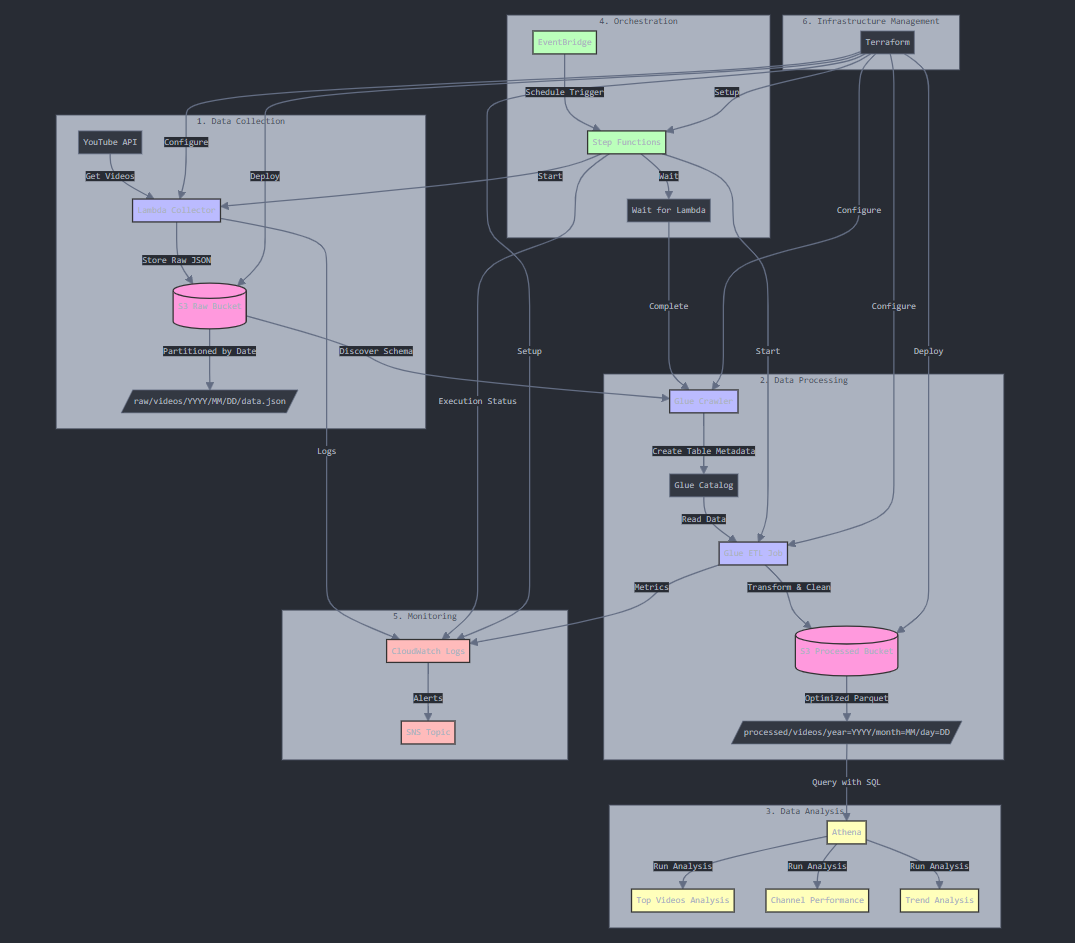 4. Orchestration
6. Infrastructure Management
EventBridge
Terraform
Schedule Trigger
Setup
1. Data Collection
YouTube API
Configure
Step Functions
Get Videos
Deploy
Start
Wait
Lambda Collector
Wait for Lambda
Configure
Store Raw JSON
S3 Raw Bucket
Complete
Configure
Partitioned by Date
Discover Schema
Setup
Start
Deploy
2. Data Processing
raw/videos/YYYY/MM/DD/data.json
Execution Status
Glue Crawler
Logs
Create Table Metadata
Glue Catalog
Read Data
Glue ETL Job
Metrics
Transform & Clean
5. Monitoring
CloudWatch Logs
S3 Processed Bucket
Alerts
Optimized Parquet
SNS Topic
processed/videos/year=YYYY/month=MM/day=DD
Query with SQL
3. Data Analysis
Athena
Run Analysis
Run Analysis
Run Analysis
Top Videos Analysis
Channel Performance
Trend Analysis